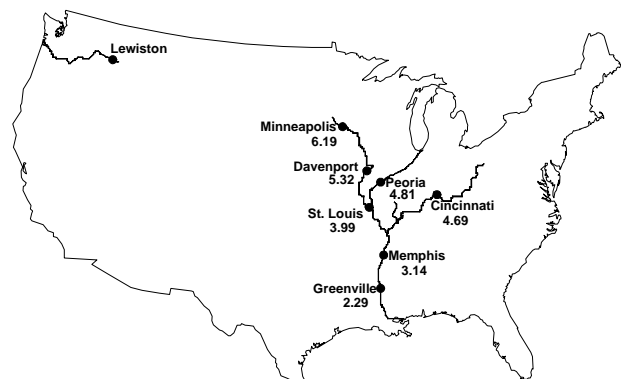 Lewiston
Minneapolis
6.19
Davenport
5.32
Peoria
4.81
Cincinnati
4.69
St. Louis
3.99
Memphis
3.14
Greenville
2.29